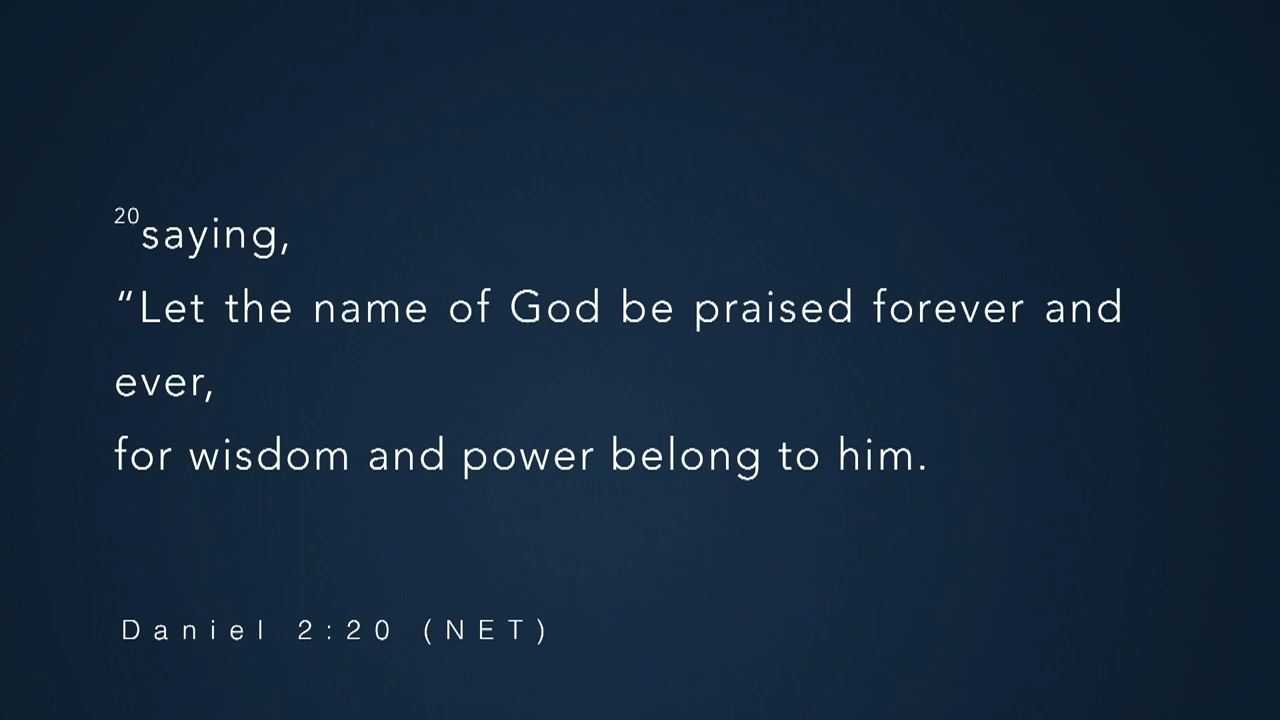 20saying,
“Let the name of God be praised forever and
ever,
for wisdom and power belong to him.
Daniel 2:20 (NET)